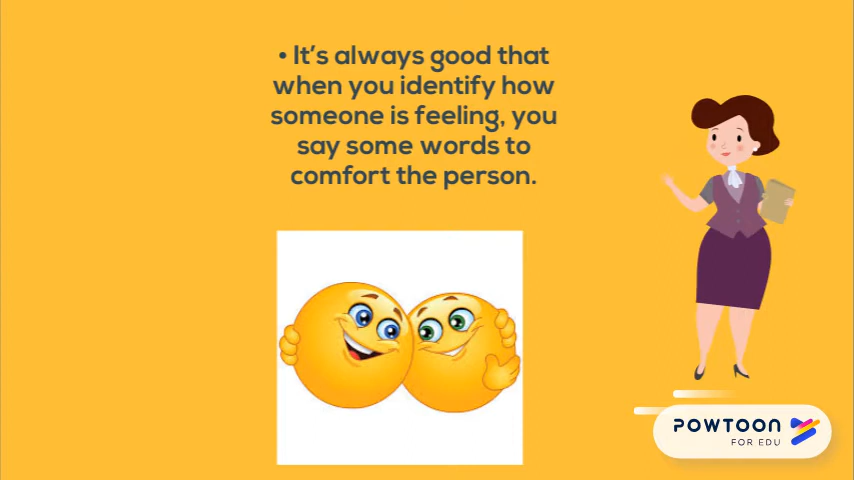 • It's always good that
when you identify how
someone is feeling, you
say some words to
comfort the person.
POWTOON
FOR EDU